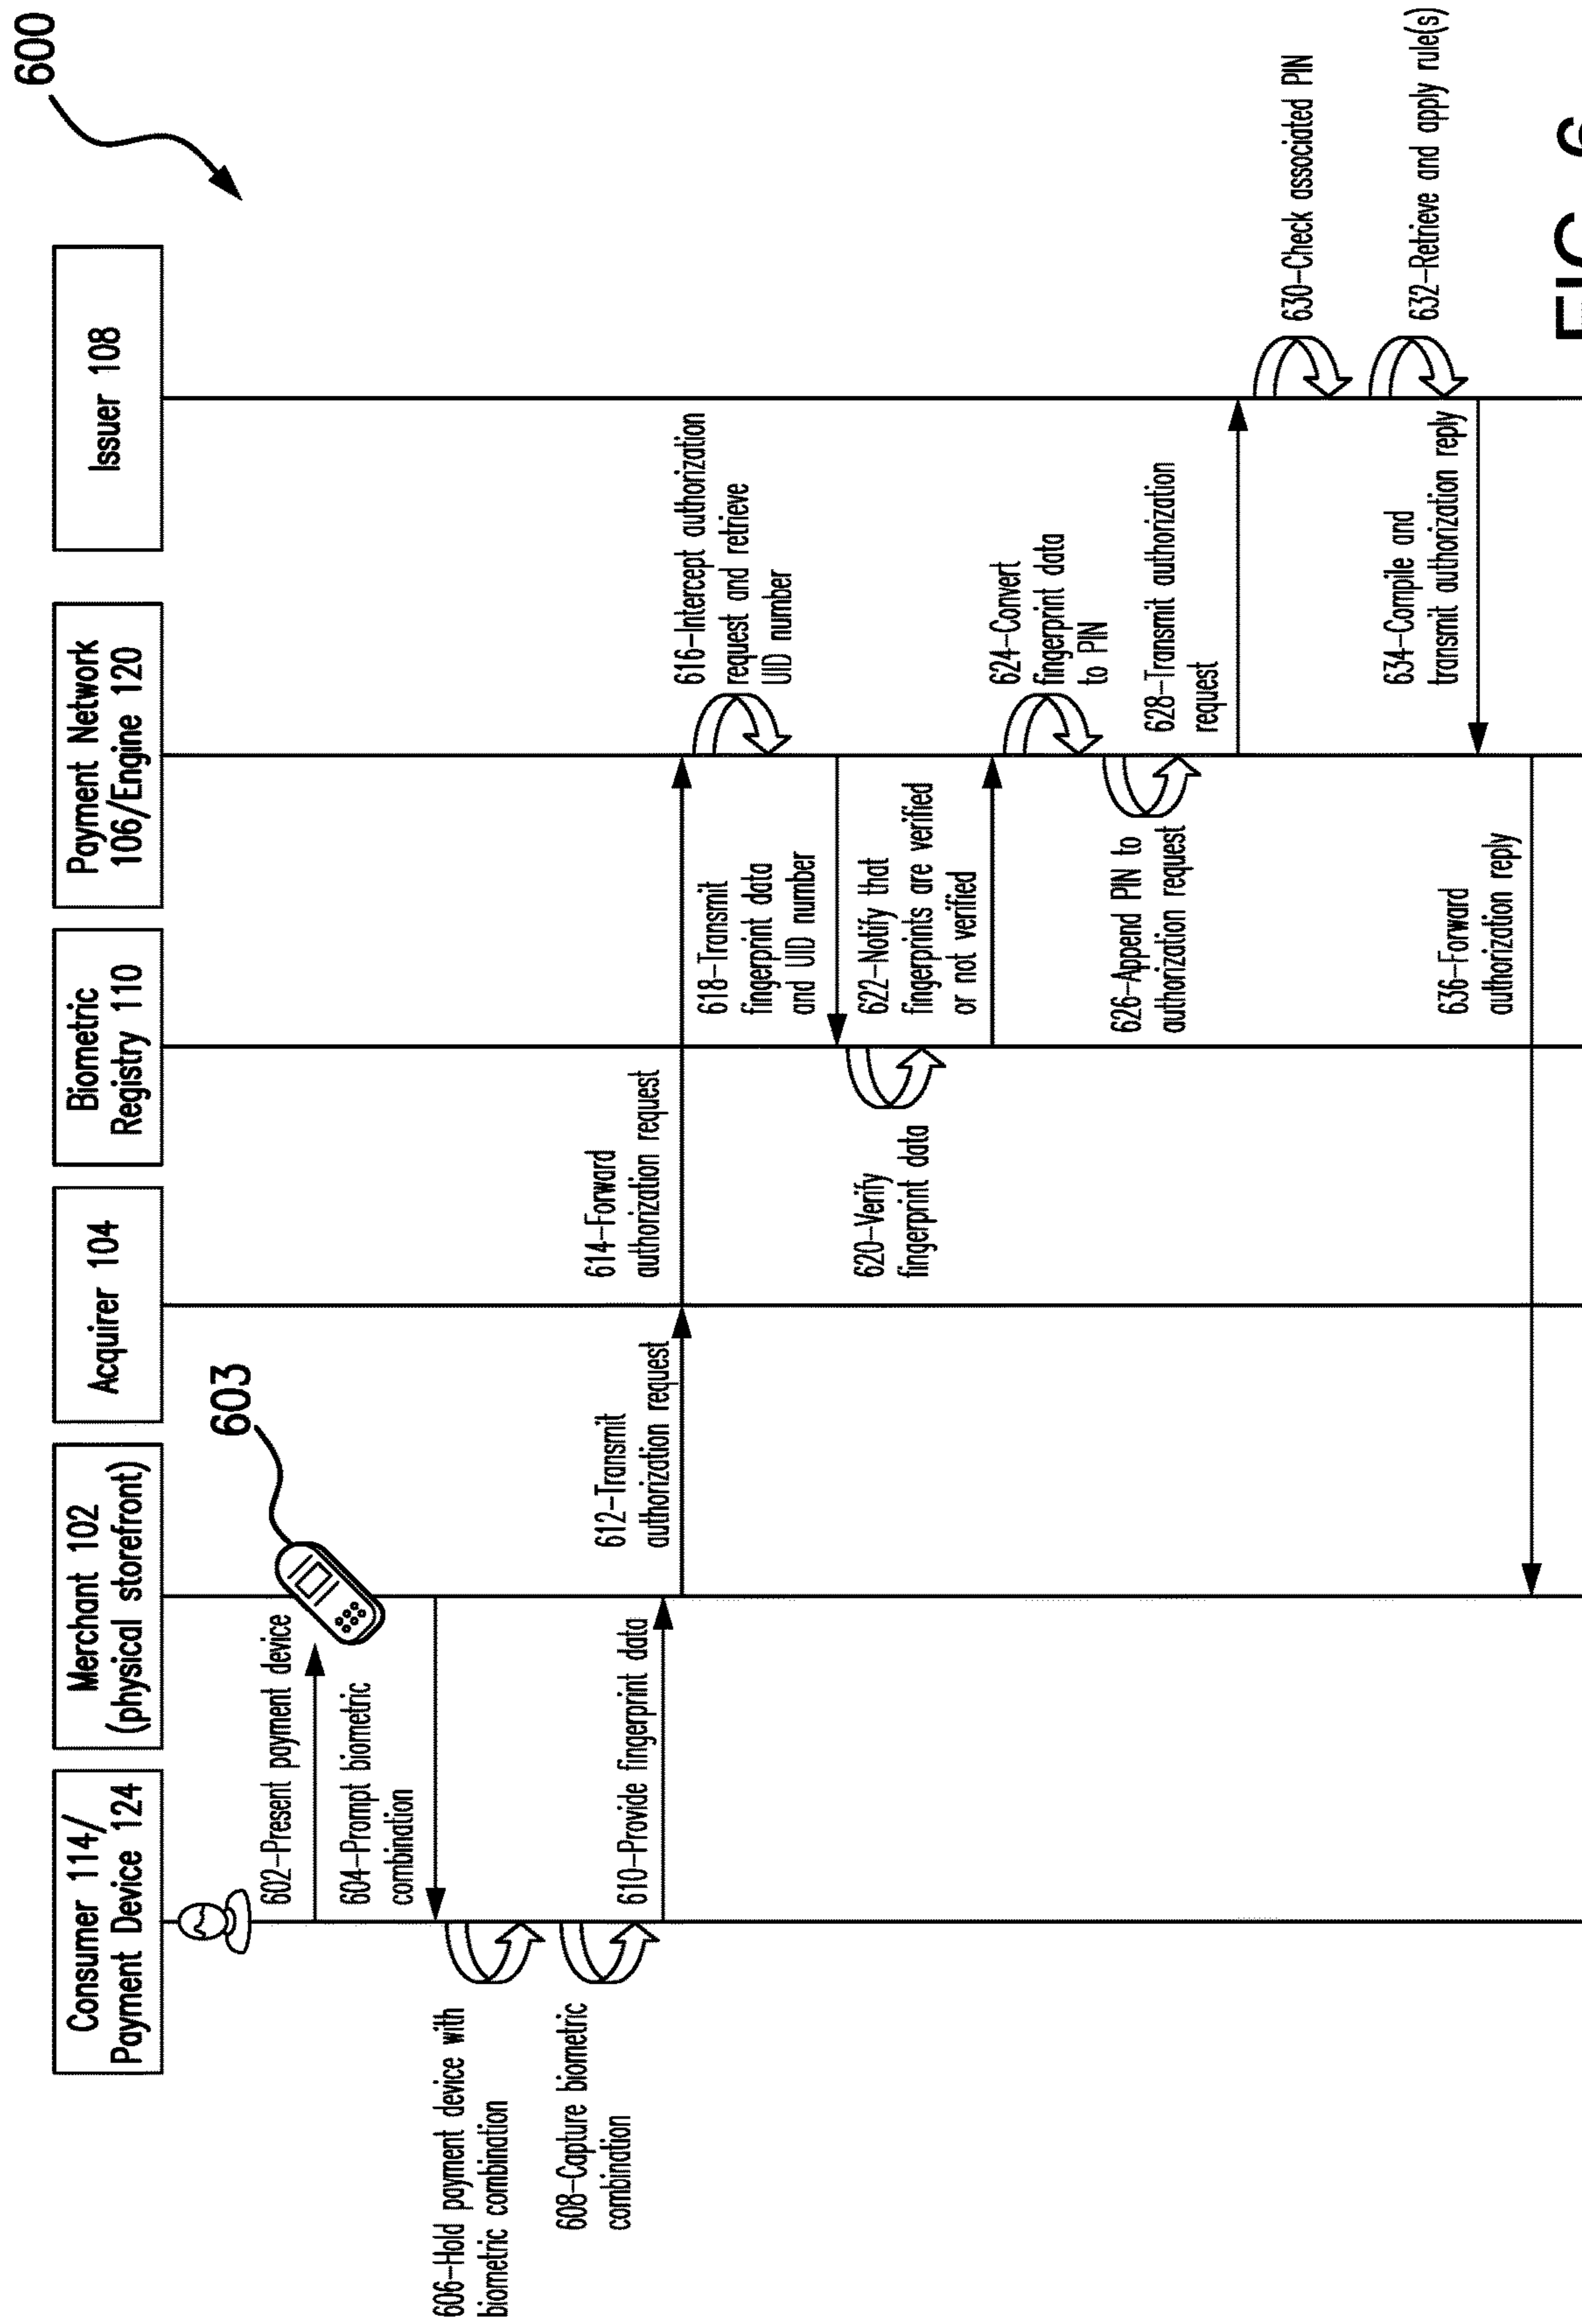 600
Consumer 114/
Payment Device 124
Merchant 102
(physical storefront)
Acquirer 104
Biometric
Registry 110
Payment Network
106/Engine 120
Issuer 108
603
602–Present payment device
604–Prompt biometric
combination
606–Hold payment device with
biometric combination
608–Capture biometric
combination
610–Provide fingerprint data
612–Transmit
authorization request
614–Forward
authorization request
616–Intercept authorization
request and retrieve
UID number
618–Transmit
fingerprint data
and UID number
620–Verify
fingerprint data
622–Notify that
fingerprints are verified
or not verified
624–Convert
fingerprint data
to PIN
626–Append PIN to
authorization request
628–Transmit authorization
request
630–Check associated PIN
632–Retrieve and apply rule(s)
634–Compile and
transmit authorization reply
636–Forward
authorization reply